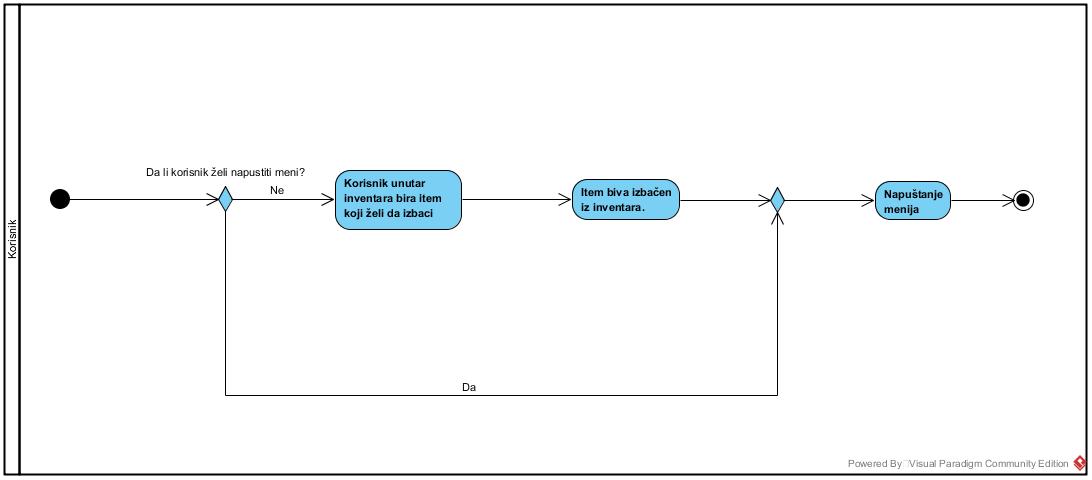 Korisnik
Da li korisnik želi napustiti meni?
Ne
Korisnik unutar
inventara bira item
koji želi da izbaci
Item biva izbačen
iz inventara.
Napuštanje
menija
Da
Powered By Visual Paradigm Community Edition